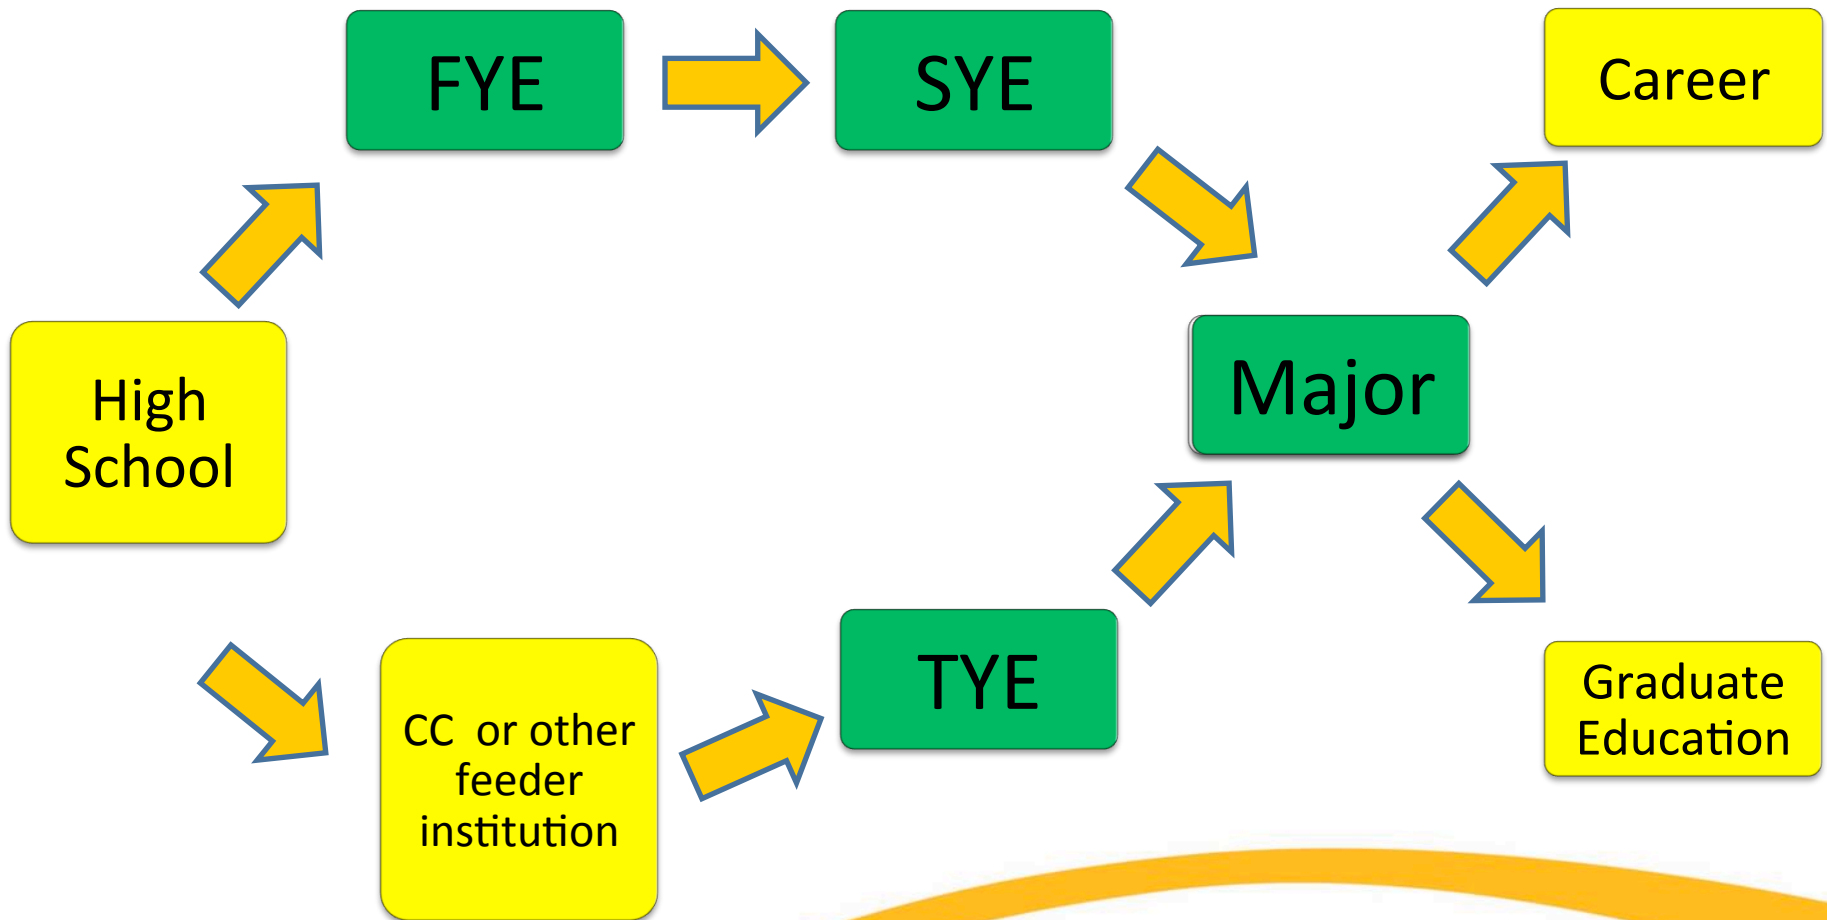 FYE
SYE
Career
High
School
Major
TYE
CC or other
feeder
institution
Graduate
Education